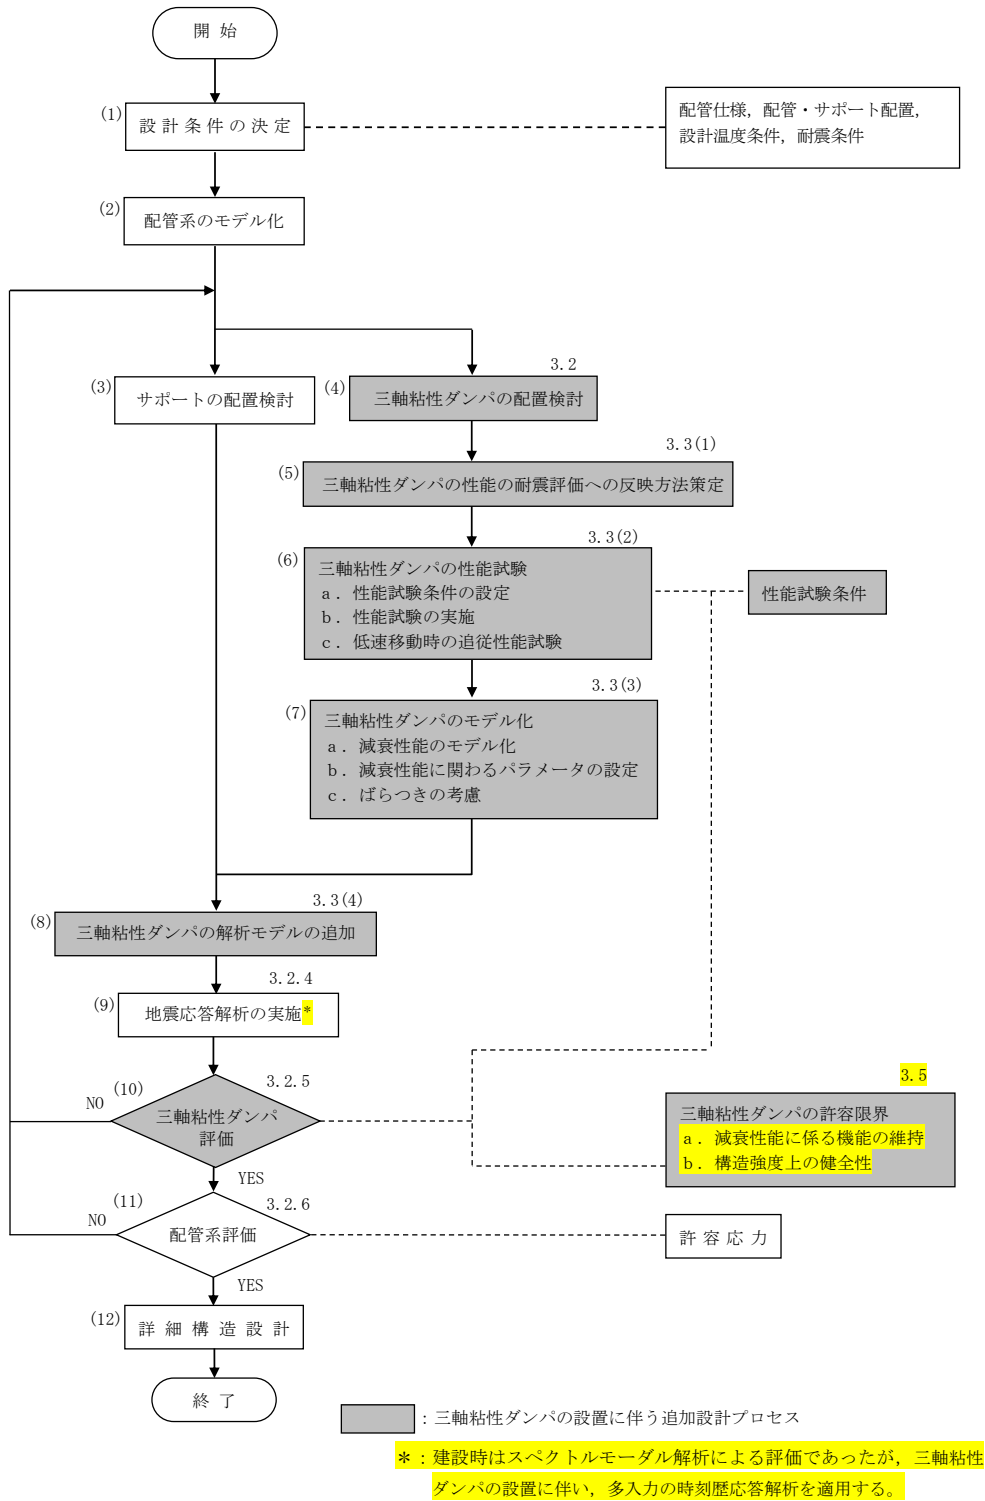 開 始
(1)
設 計 条 件 の 決 定
配管仕様，配管・サポート配置，
設計温度条件，耐震条件
(2)
配管系のモデル化
(3)
サポートの配置検討
3.2
(4)
三軸粘性ダンパの配置検討
3.3(1)
(5)
三軸粘性ダンパの性能の耐震評価への反映方法策定
3.3(2)
(6)
三軸粘性ダンパの性能試験
a．性能試験条件の設定
b．性能試験の実施
c．低速移動時の追従性能試験
性能試験条件
3.3(3)
(7)
三軸粘性ダンパのモデル化
a．減衰性能のモデル化
b．減衰性能に関わるパラメータの設定
c．ばらつきの考慮
3.3(4)
(8)
三軸粘性ダンパの解析モデルの追加
3.2.4
(9)
地震応答解析の実施*
3.2.5
(10)
NO
三軸粘性ダンパ
評価
YES
3.5
三軸粘性ダンパの許容限界
a．減衰性能に係る機能の維持
b．構造強度上の健全性
(11)
3.2.6
NO
配管系評価
YES
許 容 応 力
(12)
詳 細 構 造 設 計
終 了
：三軸粘性ダンパの設置に伴う追加設計プロセス
＊：建設時はスペクトルモーダル解析による評価であったが，三軸粘性
ダンパの設置に伴い，多入力の時刻歴応答解析を適用する。